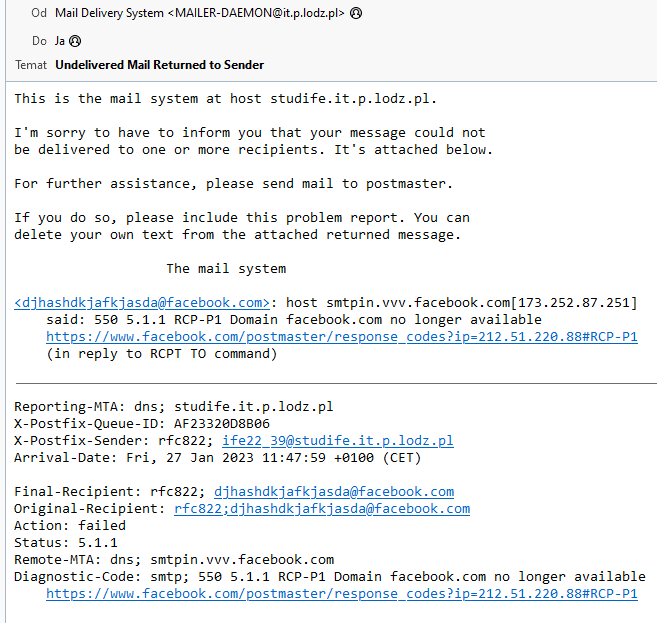 Od Mail Delivery System <MAILER-DAEMON@it.p.lodz.pl>
Do Ja
Temat Undelivered Mail Returned to Sender
This is the mail system at host studife.it.p.lodz.pl.
I'm sorry to have to inform you that your message could not
be delivered to one or more recipients. It's attached below.
For further assistance, please send mail to postmaster.
If you do so, please include this problem report. You can
delete your own text from the attached returned message.
The mail system
<djhashdkjafkjasda@facebook.com>: host smtpin.vvv.facebook.com[173.252.87.251]
said: 550 5.1.1 RCP-P1 Domain facebook.com no longer available
https://www.facebook.com/postmaster/response_codes?ip=212.51.220.88#RCP-P1
(in reply to RCPT TO command)
Reporting-MTA: dns; studife.it.p.lodz.pl
X-Postfix-Queue-ID: AF23320D8B06
X-Postfix-Sender: rfc822; ife22_39@studife.it.p.lodz.pl
Arrival-Date: Fri, 27 Jan 2023 11:47:59 +0100 (CET)
Final-Recipient: rfc822; djhashdkjafkjasda@facebook.com
Original-Recipient: rfc822;djhashdkjafkjasda@facebook.com
Action: failed
Status: 5.1.1
Remote-MTA: dns; smtpin.vvv.facebook.com
Diagnostic-Code: smtp; 550 5.1.1 RCP-P1 Domain facebook.com no longer available
https://www.facebook.com/postmaster/response_codes?ip=212.51.220.88#RCP-P1